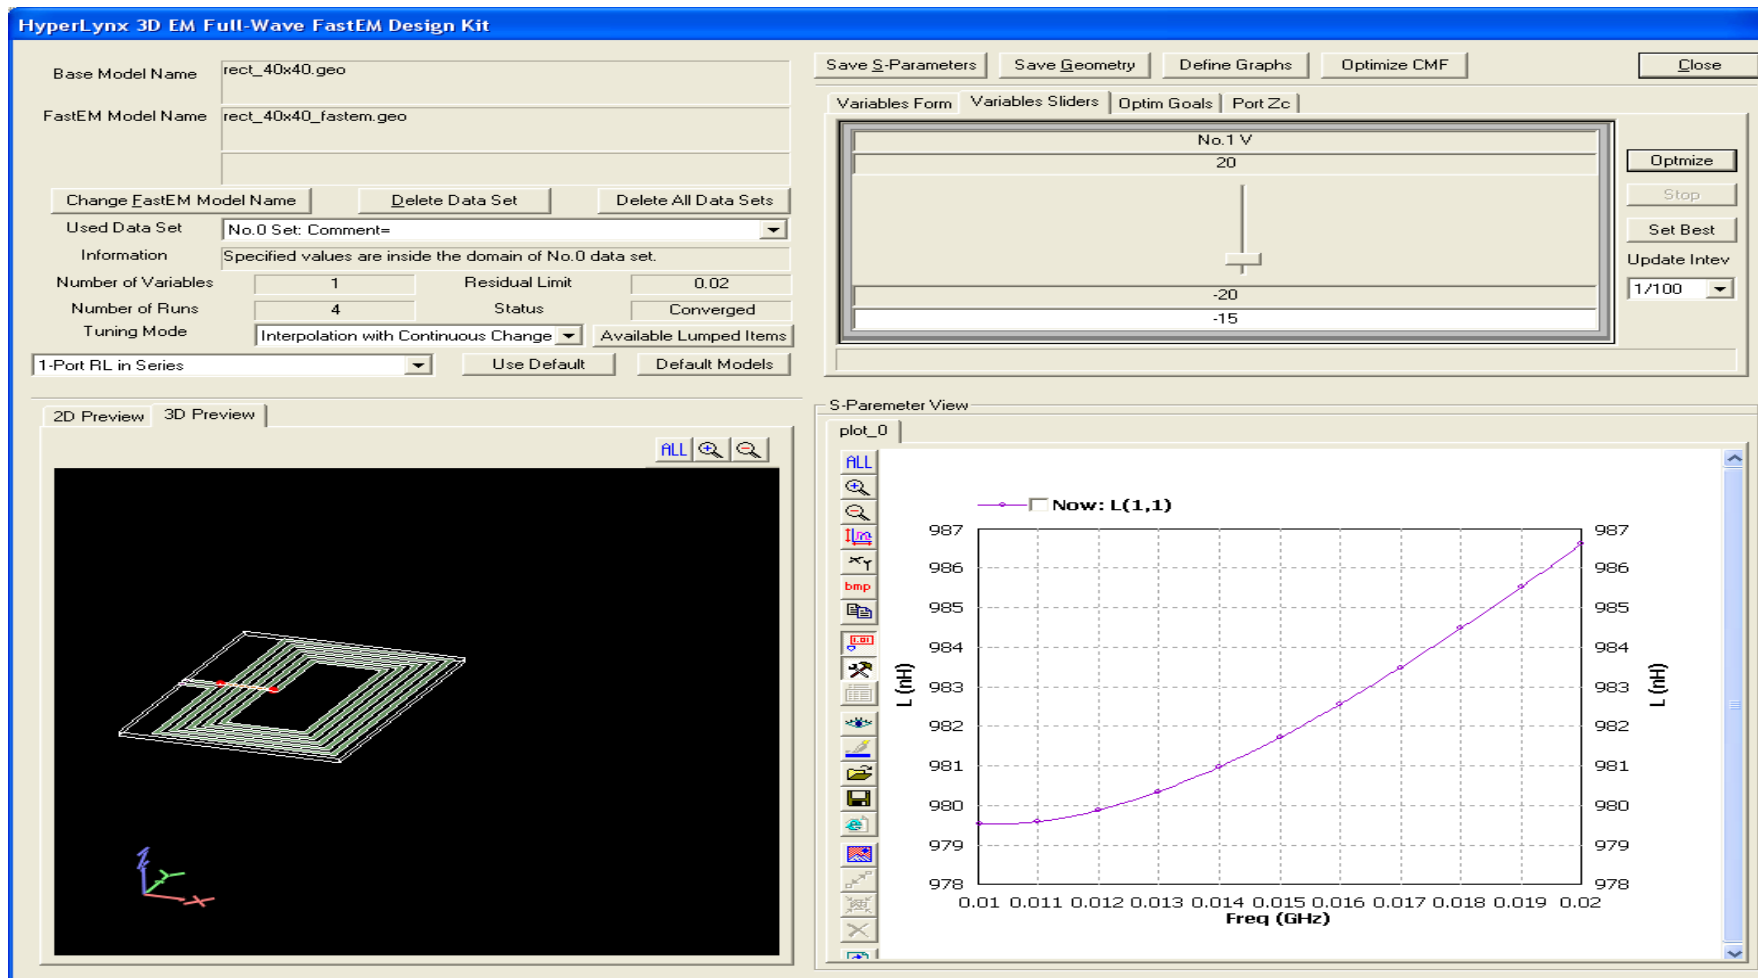 HyperLynx 3D EM Full-Wave FastEM Design Kit
Base Model Name
rect_40x40.geo
FastEM Model Name
rect_40x40_fastem.geo
Change FastEM Model Name
Delete Data Set
Delete All Data Sets
Used Data Set
No.0 Set: Comment=
Information
Specified values are inside the domain of No.0 data set.
Number of Variables
1
Residual Limit
0.02
Number of Runs
4
Status
Converged
Tuning Mode
Interpolation with Continuous Change
Available Lumped Items
1-Port RL in Series
Use Default
Default Models
Save S-Parameters
Save Geometry
Define Graphs
Optimize CMF
Close
Variables Form
Variables Sliders
Optim Goals
Port Zc
No.1 V
20
-20
-15
Optmize
Stop
Set Best
Update Intev
1/100
2D Preview
3D Preview
ALL
Z
Y
X
S-Paremeter View
plot_0
ALL
XY
bmp
1.01
Now: L(1,1)
987
986
985
984
983
982
981
980
979
978
L (nH)
987
986
985
984
983
982
981
980
979
978
L (nH)
0.01 0.011 0.012 0.013 0.014 0.015 0.016 0.017 0.018 0.019 0.02
Freq (GHz)